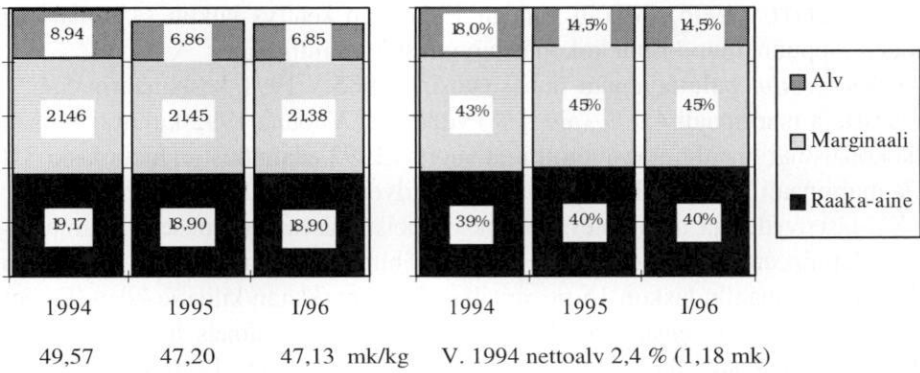 8,94 6,86 6,85 18,0% 14,5% 14,5%
Alv
21,46 21,45 21,38 43% 45% 45%
Marginaali
19,17 18,90 18,90 39% 40% 40%
Raaka-aine
1994 1995 I/96 1994 1995 I/96
49,57 47,20 47,13 mk/kg V. 1994 nettoalv 2,4 % (1,18 mk)